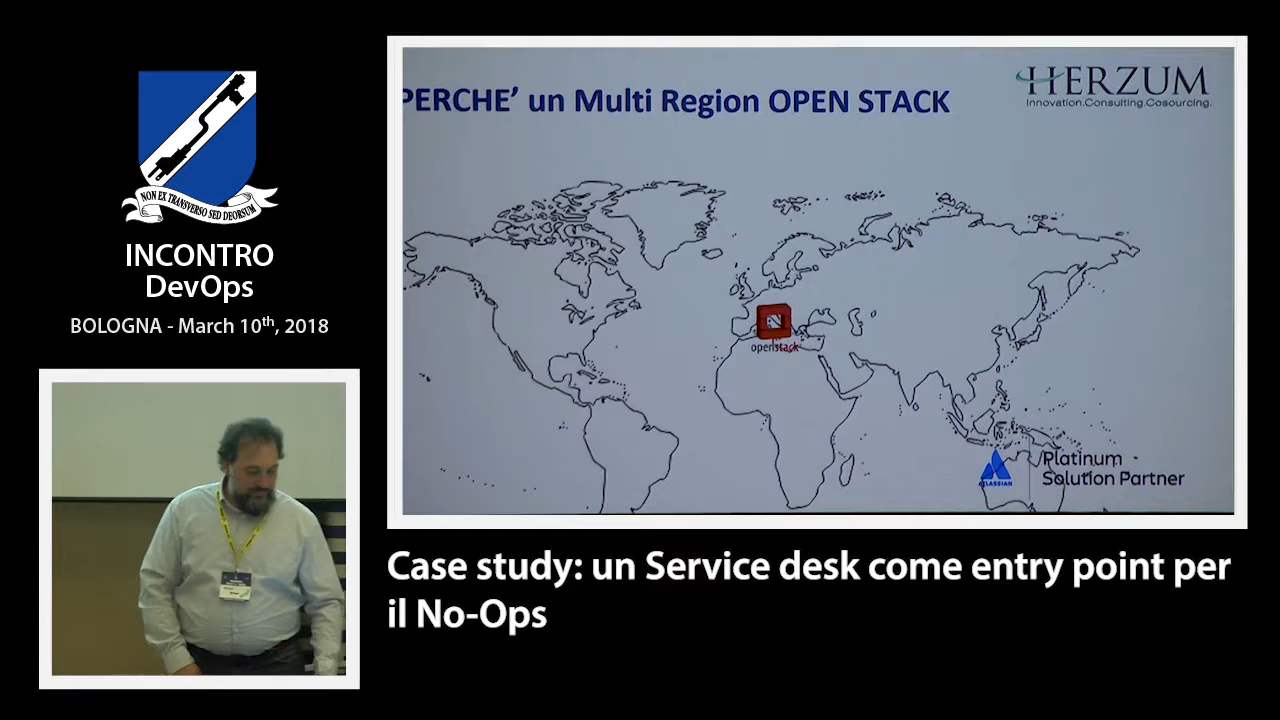 NON EX TRANSVERSO SED DEORSUM
INCONTRO
DevOps
BOLOGNA - March 10th, 2018
PERCHE' un Multi Region OPEN STACK
HERZUM
Innovation.Consulting.Cosourcing.
openstack
ATLASSIAN
Platinum
Solution Partner
Case study: un Service desk come entry point per
il No-Ops